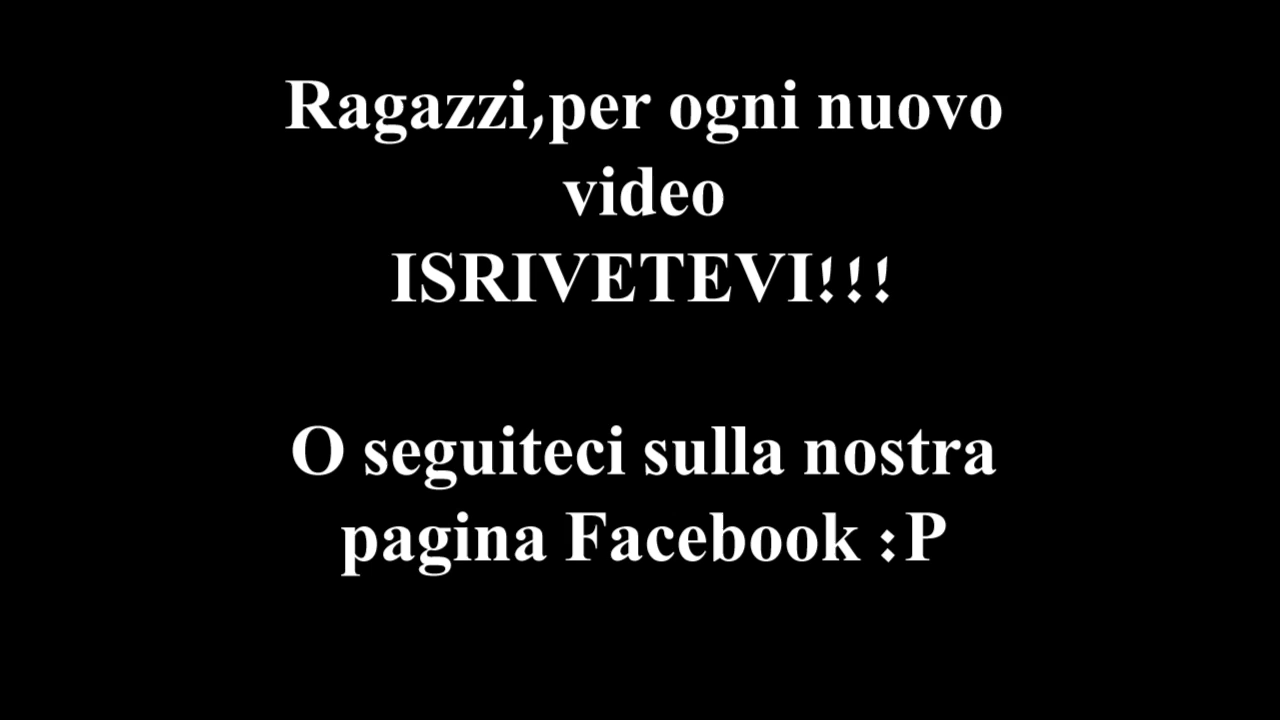 Ragazzi,per ogni nuovo
video
ISRIVETEVI!!!
O seguiteci sulla nostra
pagina Facebook :P